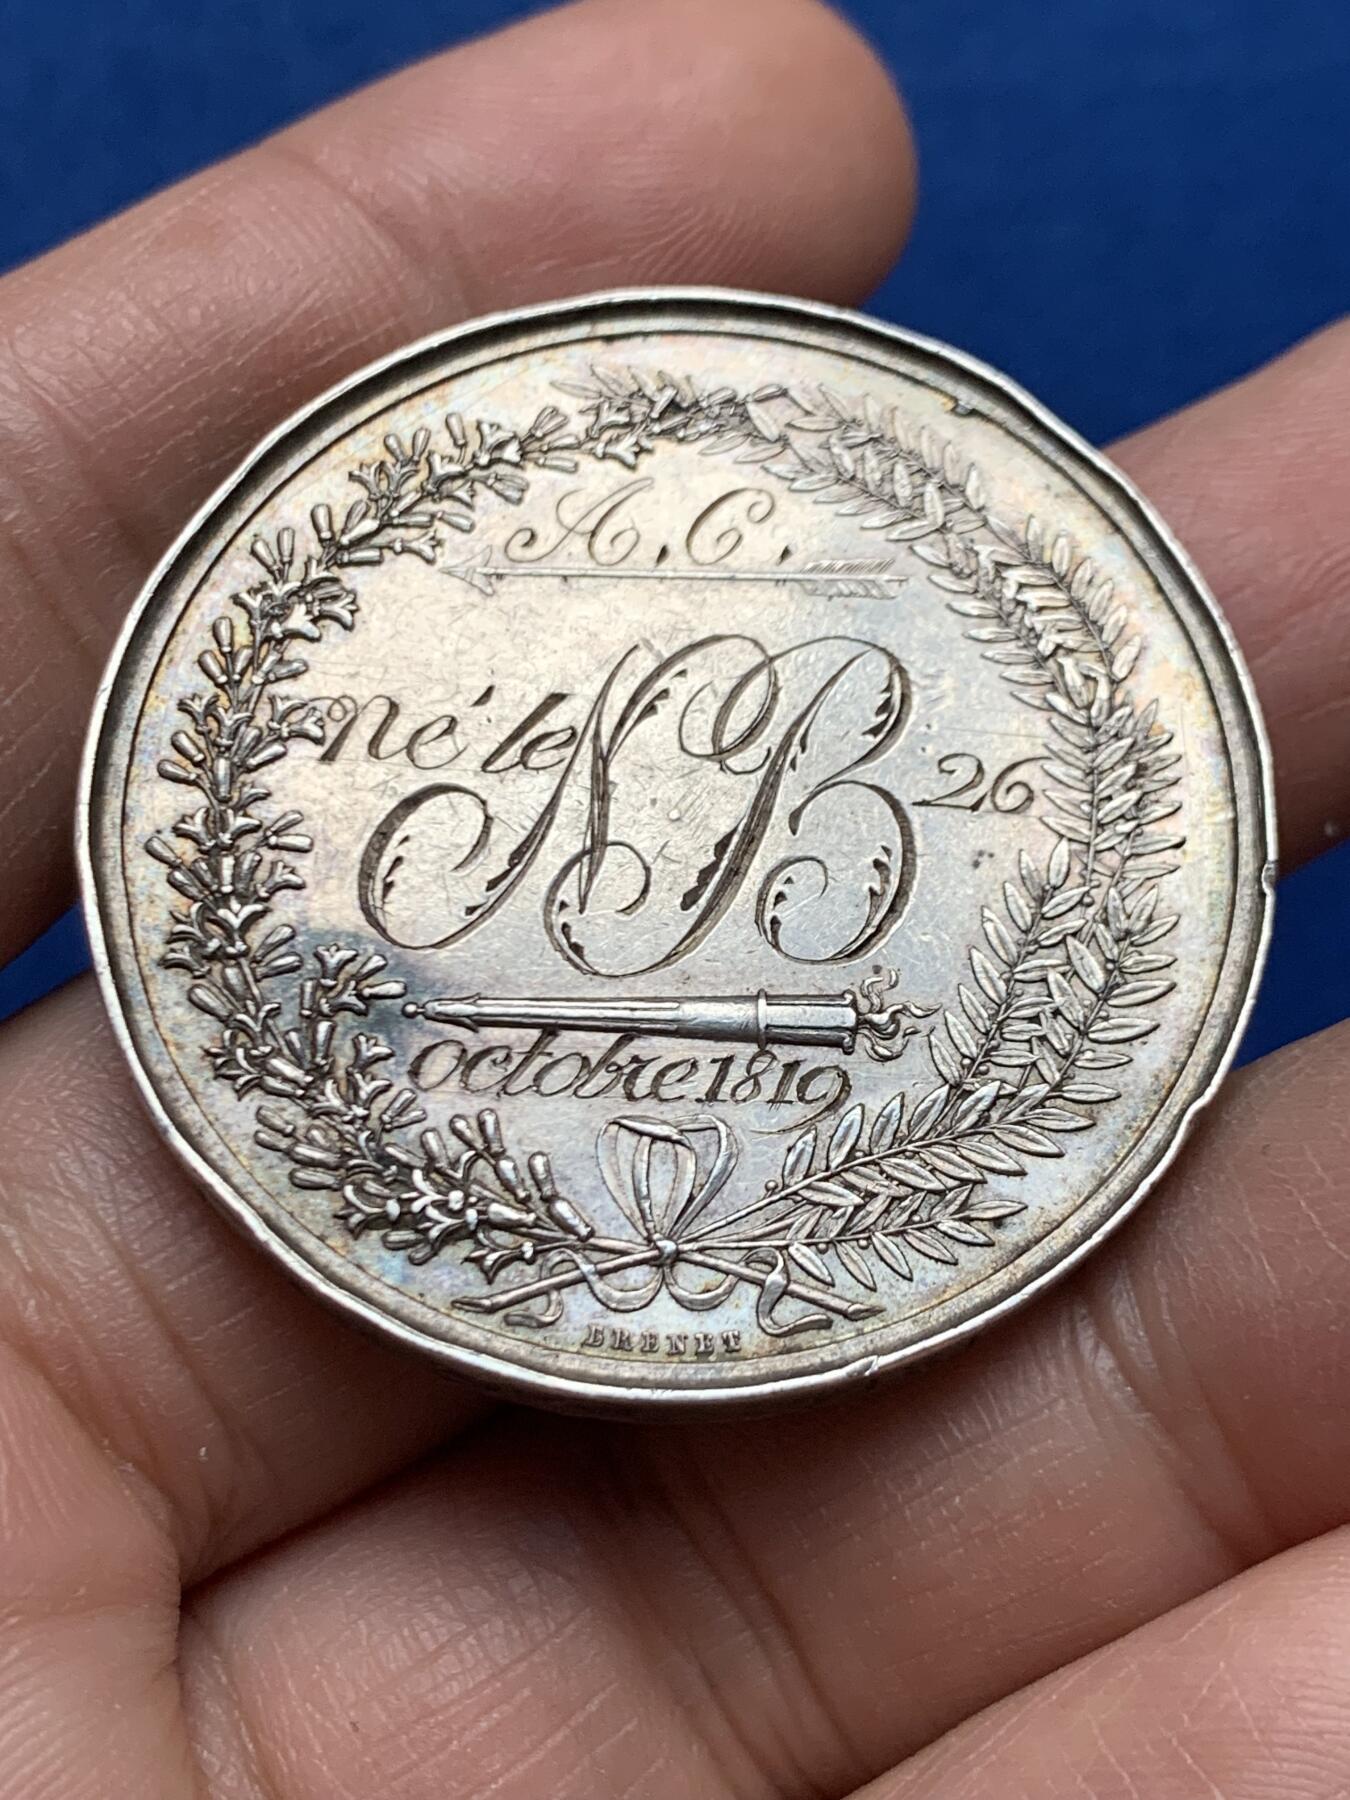 A. C.
né le NB 26
octobre 1819
BRENET